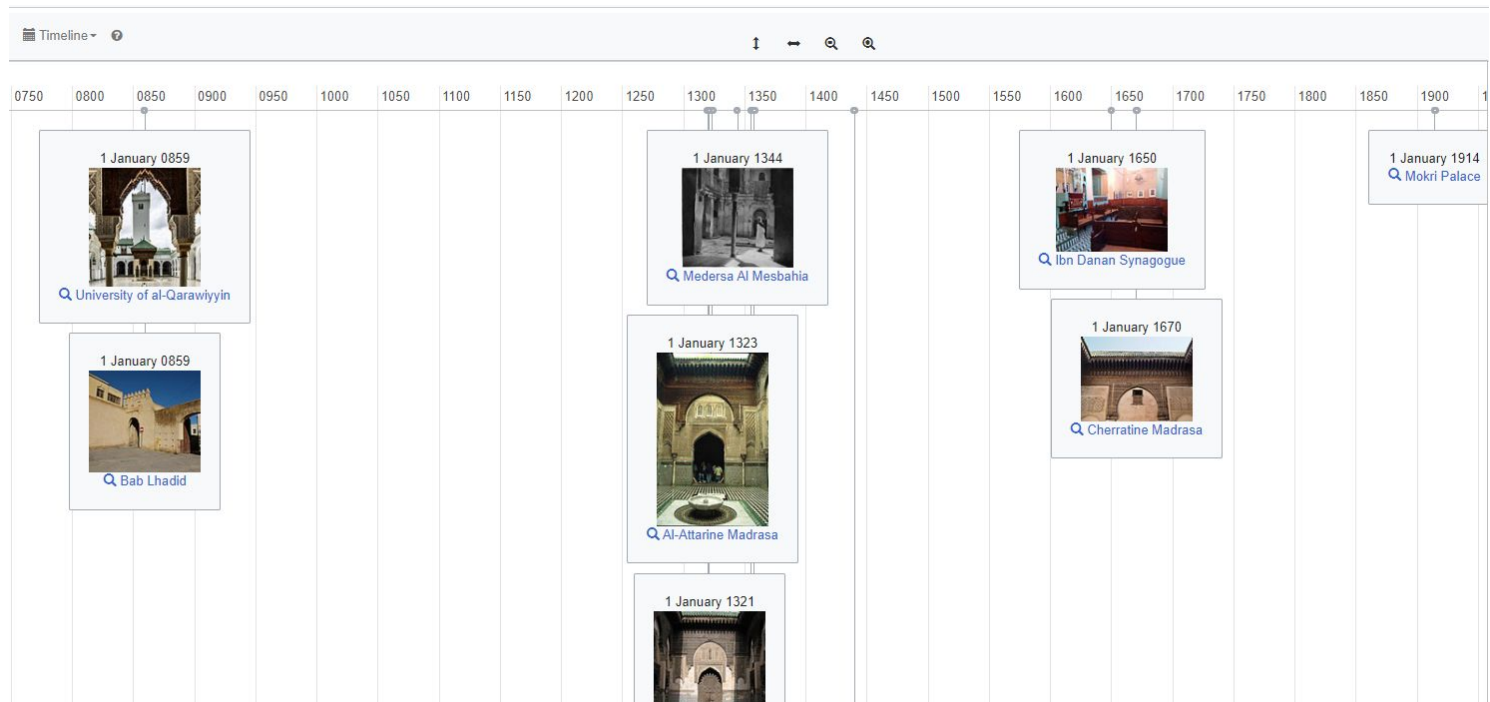 Timeline
0750 0800 0850 0900 0950 1000 1050 1100 1150 1200 1250 1300 1350 1400 1450 1500 1550 1600 1650 1700 1750 1800 1850 1900 1
1 January 0859
University of al-Qarawiyyin
1 January 0859
Bab Lhadid
1 January 1344
Medersa Al Mesbahia
1 January 1323
Al-Attarine Madrasa
1 January 1321
1 January 1650
Ibn Danan Synagogue
1 January 1670
Cherratine Madrasa
1 January 1914
Mokri Palace